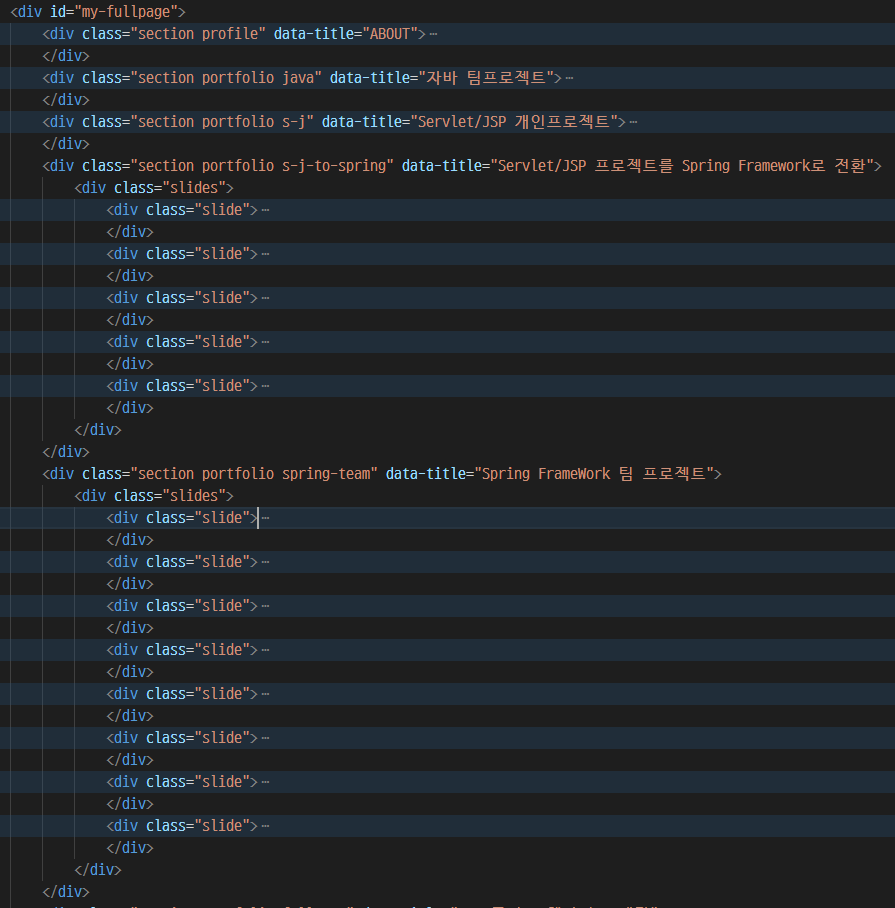 <div id="my-fullpage">
<div class="section profile" data-title="ABOUT">⋯
</div>
<div class="section portfolio java" data-title="자바 팀프로젝트">⋯
</div>
<div class="section portfolio s-j" data-title="Servlet/JSP 개인프로젝트">⋯
</div>
<div class="section portfolio s-j-to-spring" data-title="Servlet/JSP 프로젝트를 Spring Framework로 전환">
<div class="slides">
<div class="slide">⋯
</div>
<div class="slide">⋯
</div>
<div class="slide">⋯
</div>
<div class="slide">⋯
</div>
<div class="slide">⋯
</div>
</div>
</div>
<div class="section portfolio spring-team" data-title="Spring FrameWork 팀 프로젝트">
<div class="slides">
<div class="slide">⋯
</div>
<div class="slide">⋯
</div>
<div class="slide">⋯
</div>
<div class="slide">⋯
</div>
<div class="slide">⋯
</div>
<div class="slide">⋯
</div>
<div class="slide">⋯
</div>
<div class="slide">⋯
</div>
</div>
</div>